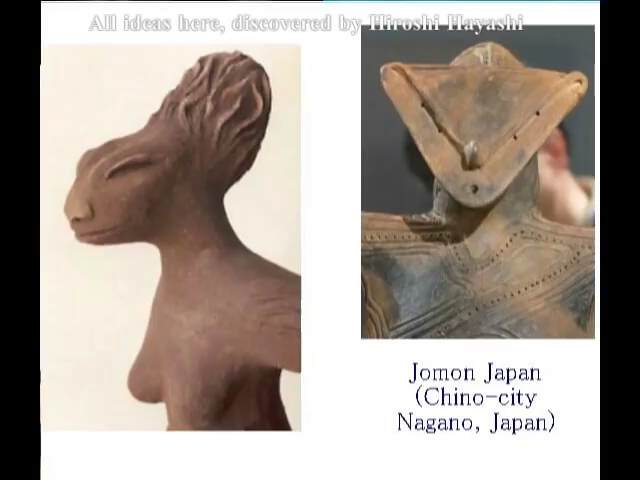 All ideas here, discovered by Hiroshi Hayashi
Jomon Japan
(Chino-city
Nagano, Japan)